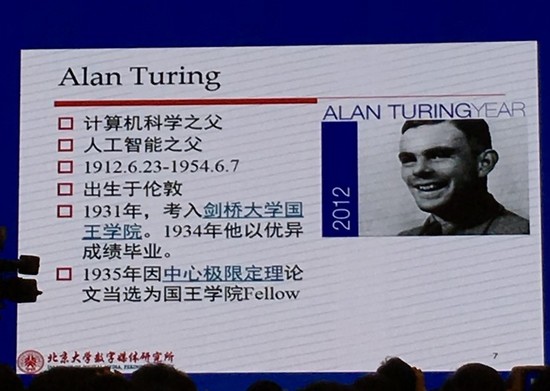 Alan Turing
计算机科学之父
人工智能之父
1912.6.23-1954.6.7
出生于伦敦
1931年，考入剑桥大学国
王学院。1934年他以优异
成绩毕业。
1935年因中心极限定理论
文当选为国王学院Fellow
ALAN TURINGYEAR
2012
北京大学数字媒体研究所
7